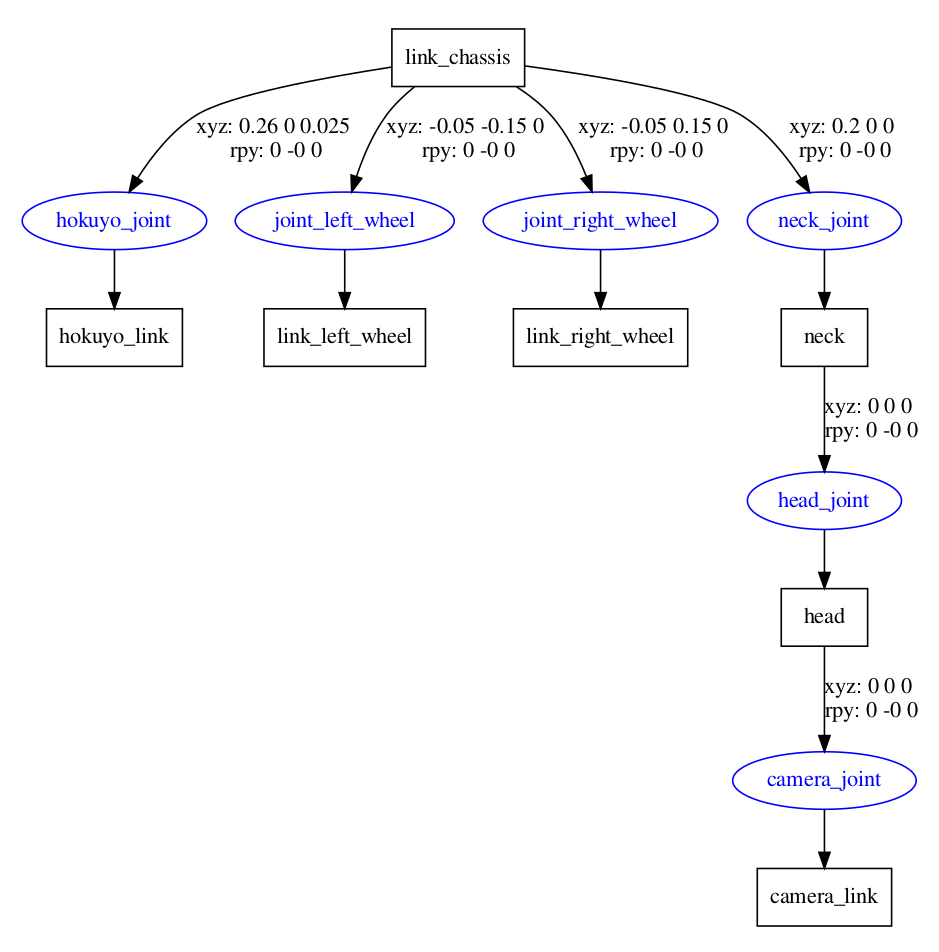 link_chassis
xyz: 0.26 0 0.025
rpy: 0 -0 0
xyz: -0.05 -0.15 0
rpy: 0 -0 0
xyz: -0.05 0.15 0
rpy: 0 -0 0
xyz: 0.2 0 0
rpy: 0 -0 0
hokuyo_joint
joint_left_wheel
joint_right_wheel
neck_joint
hokuyo_link
link_left_wheel
link_right_wheel
neck
xyz: 0 0 0
rpy: 0 -0 0
head_joint
head
xyz: 0 0 0
rpy: 0 -0 0
camera_joint
camera_link